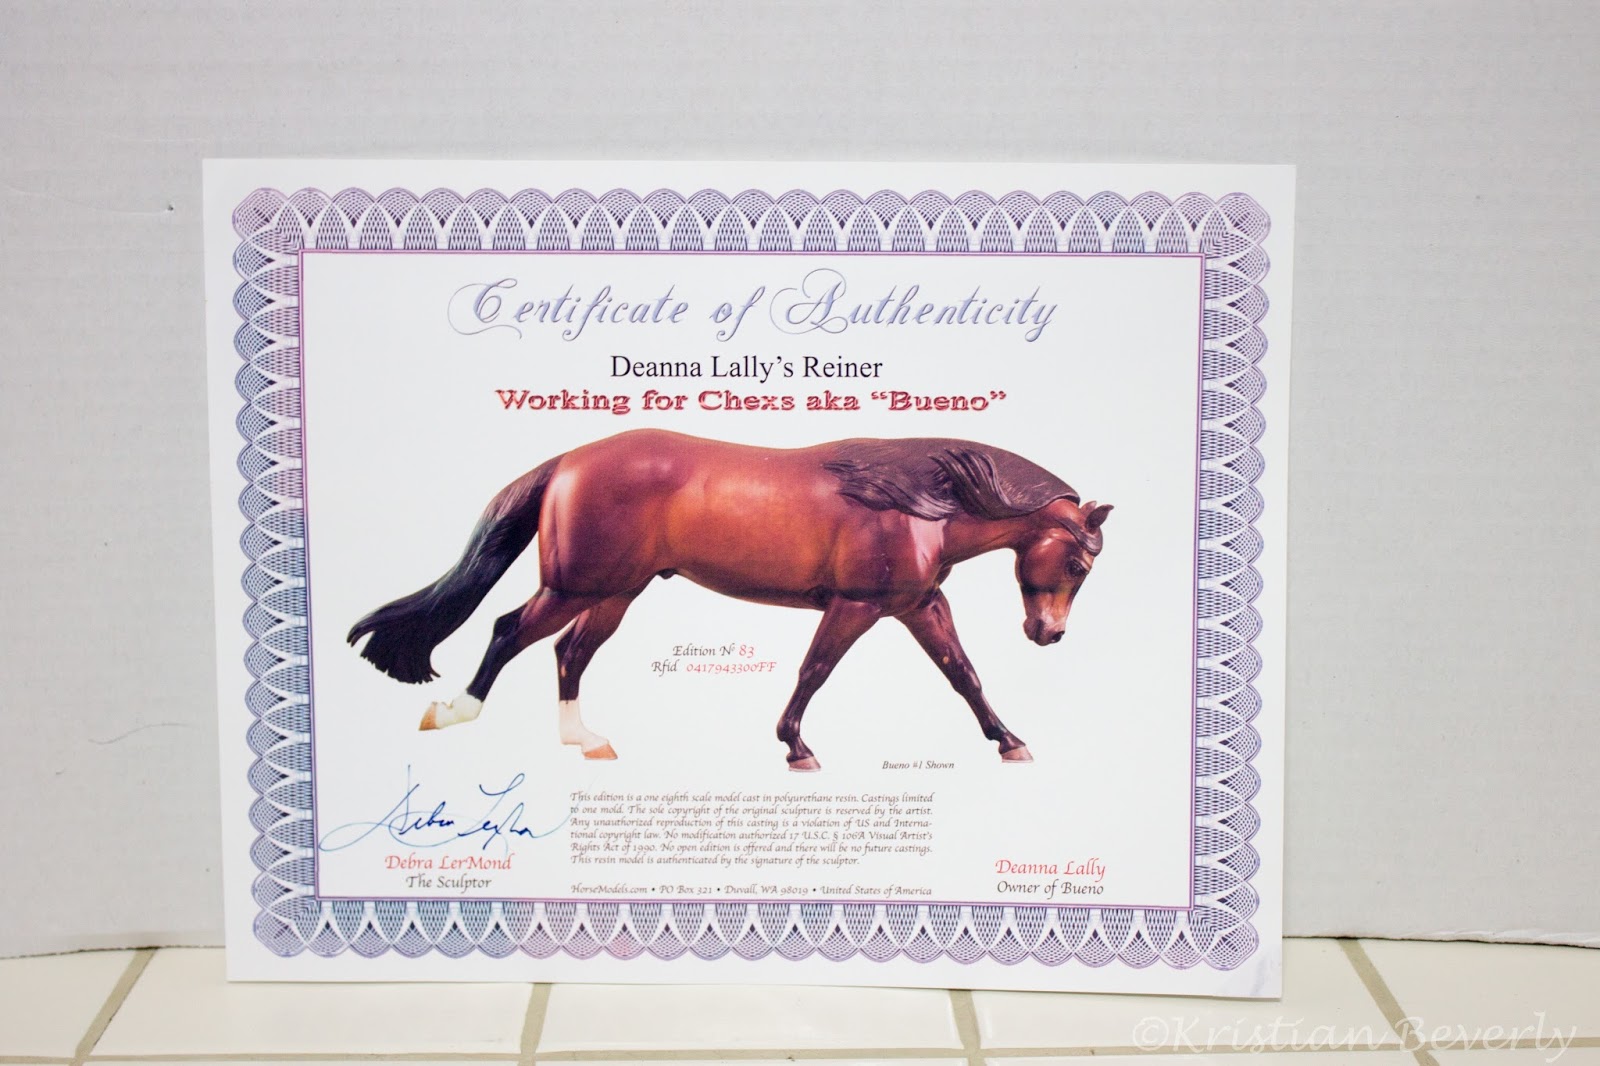 Certificate of Authenticity
Deanna Lally's Reiner
Working for Chexs aka “Bueno”
Edition № 83
Rfid 0417943300FF
Bueno #1 Shown
This edition is a one eighth scale model cast in polyurethane resin. Castings limited
to one mold. The sole copyright of the original sculpture is reserved by the artist.
Any unauthorized reproduction of this casting is a violation of US and Interna-
tional copyright law. No modification authorized 17 U.S.C. § 106A Visual Artist's
Rights Act of 1990. No open edition is offered and there will be no future castings.
This resin model is authenticated by the signature of the sculptor.
Debra LerMond
The Sculptor
Deanna Lally
Owner of Bueno
HorseModels.com • PO Box 321 • Duvall, WA 98019 • United States of America
©Kristian Beverly